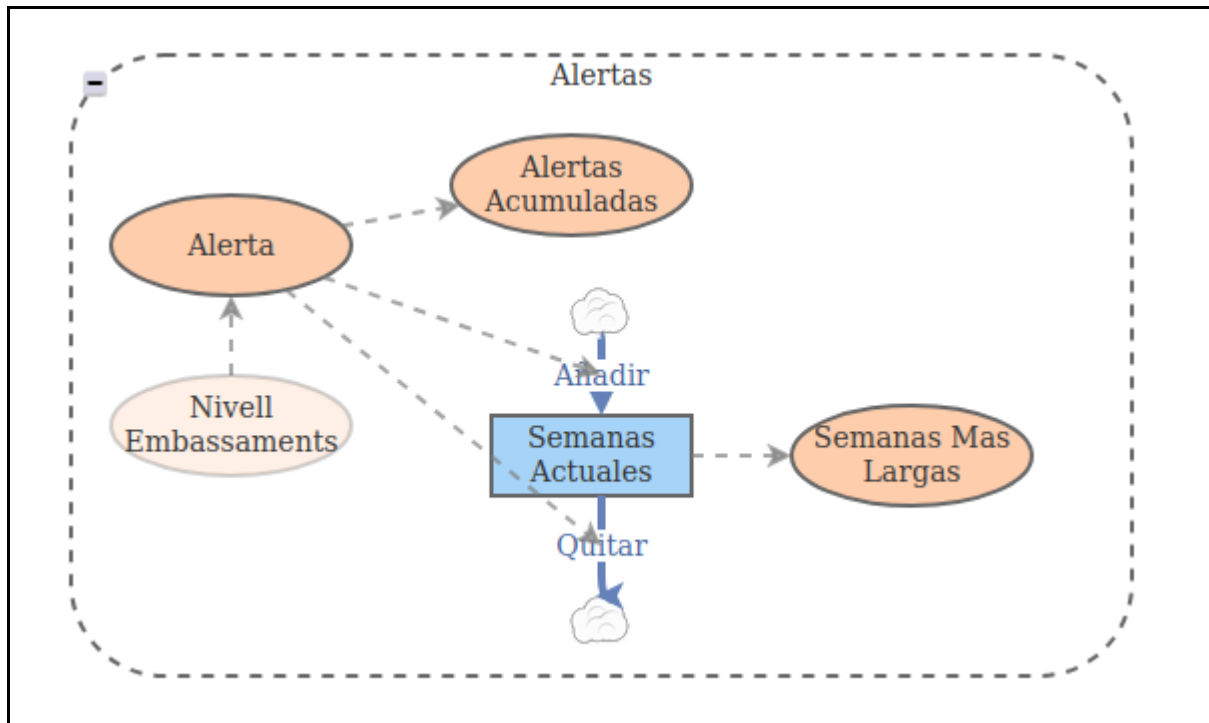 Alertas
Alertas
Acumuladas
Alerta
Añadir
Nivell
Embassaments
Semanas
Actuales
Semanas Mas
Largas
Quitar